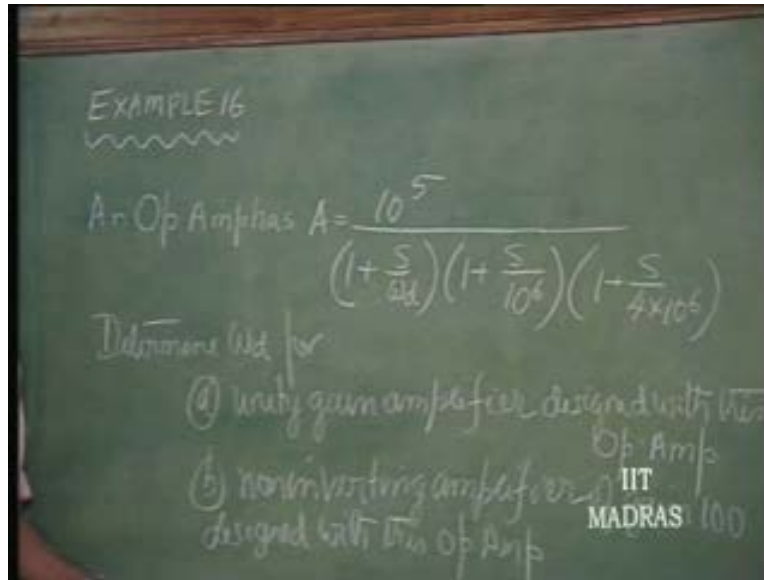 EXAMPLE 16
An Op Amp has A = 10^5 / (1 + S/ωd)(1 + S/10^6)(1 + S/4×10^6)
Determine ωd for
(a) unity gain amplifier designed with this
Op Amp
(b) noninverting amplifier 100
designed with this Op Amp
IIT
MADRAS